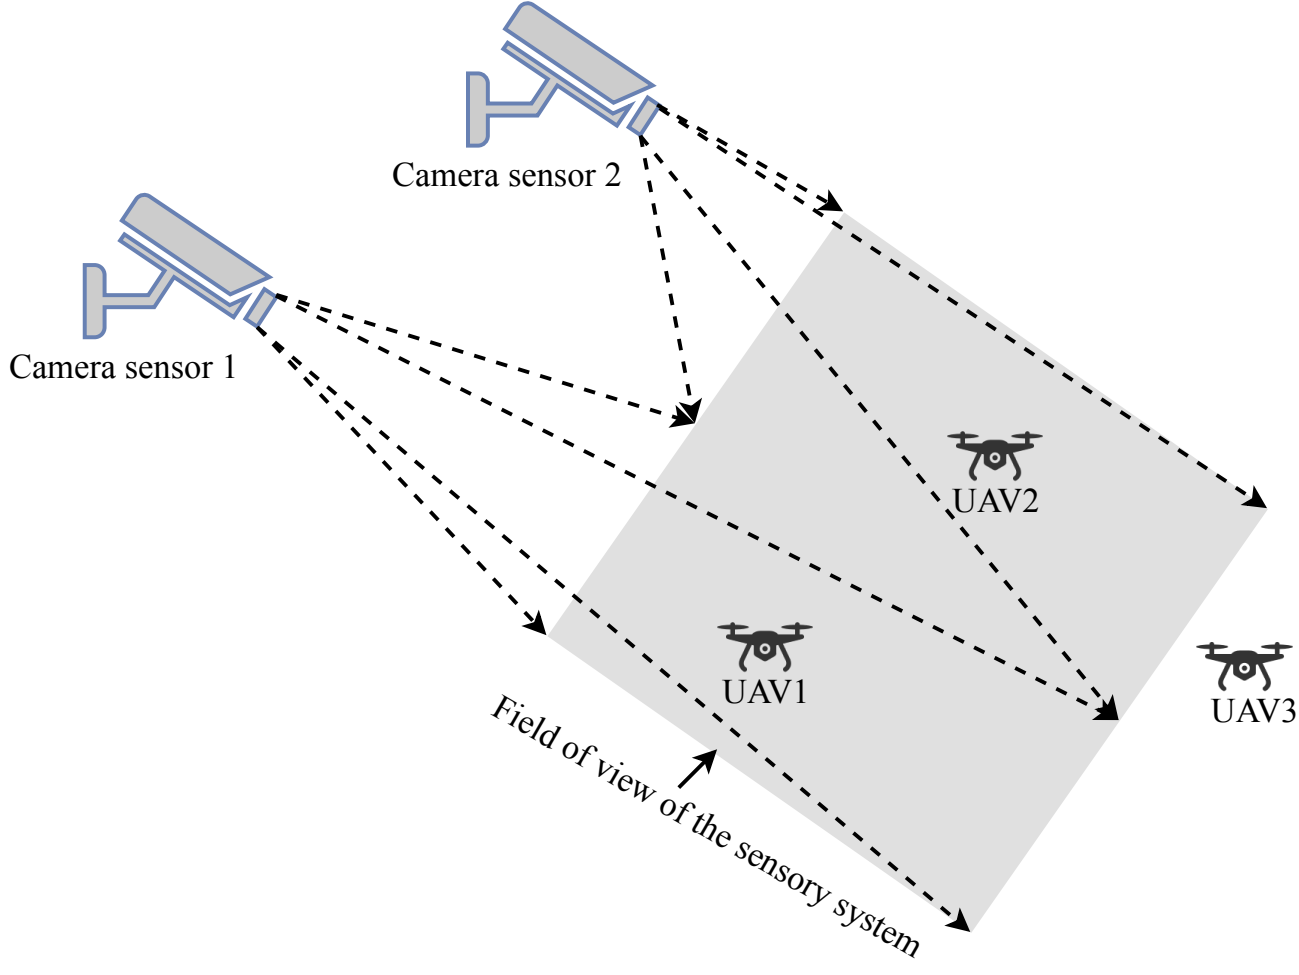 Camera sensor 2
Camera sensor 1
UAV2
UAV1
UAV3
Field of view of the sensory system